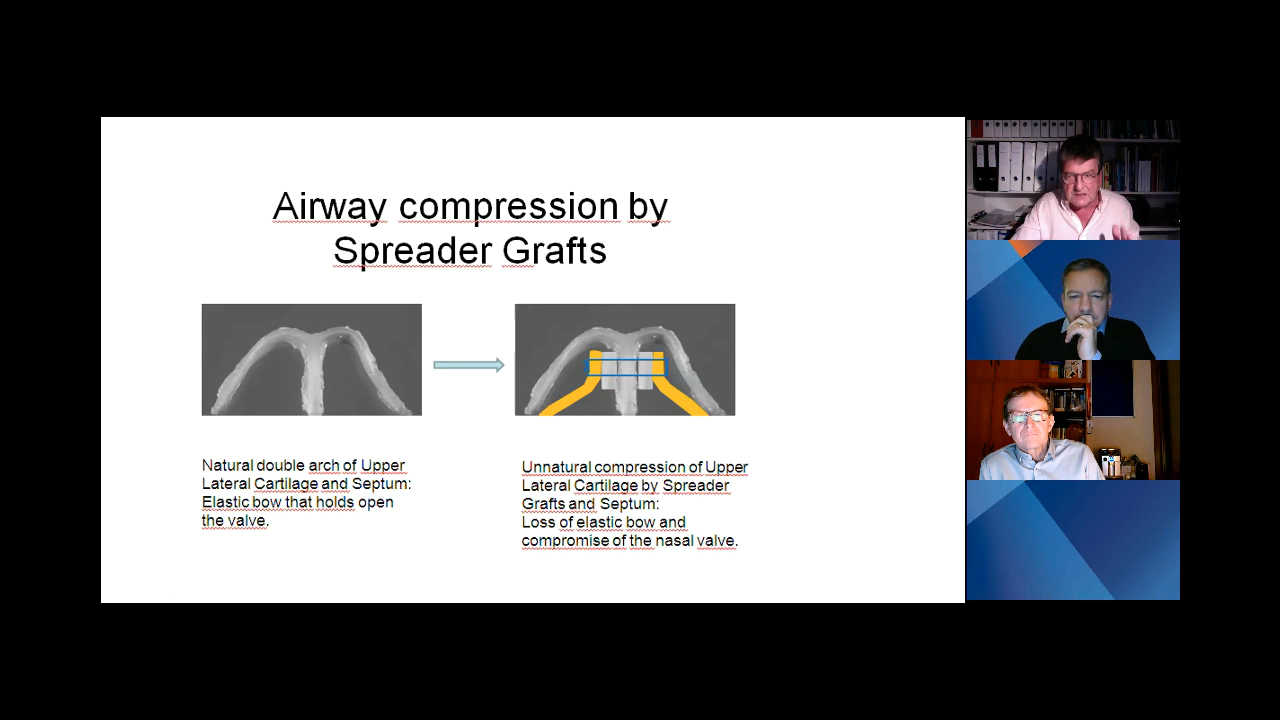 Airway compression by
Spreader Grafts
Natural double arch of Upper
Lateral Cartilage and Septum:
Elastic bow that holds open
the valve.
Unnatural compression of Upper
Lateral Cartilage by Spreader
Grafts and Septum:
Loss of elastic bow and
compromise of the nasal valve.